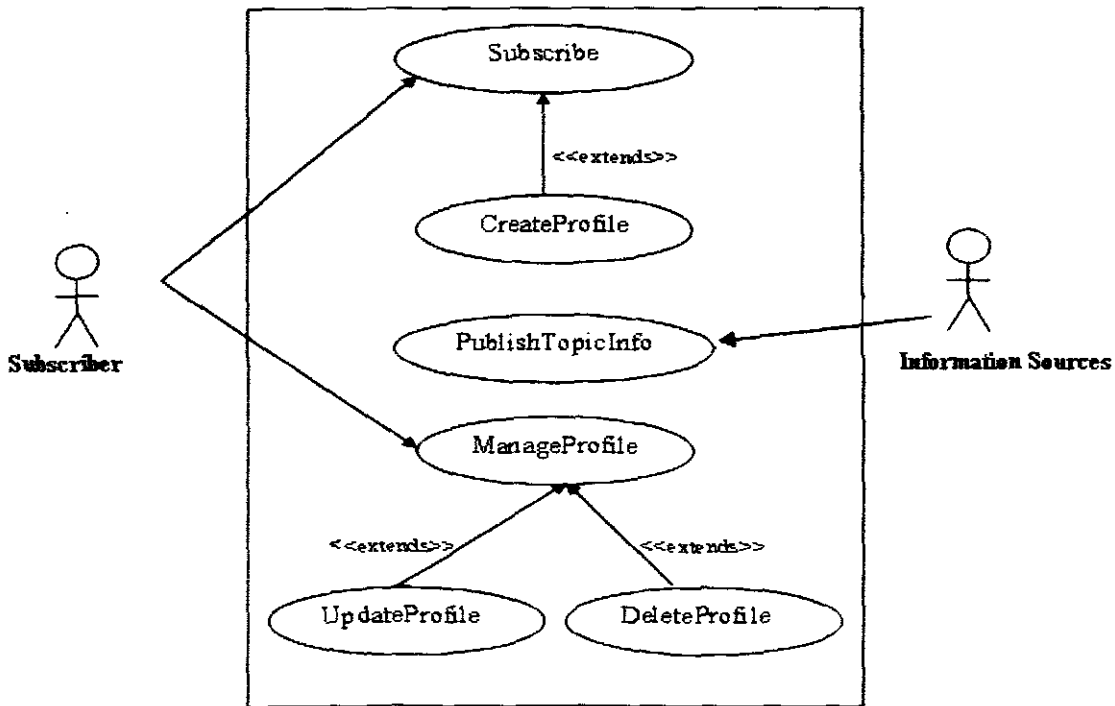 Subscribe
<<extends>>
CreateProfile
PublishTopicInfo
Subscriber
Information Sources
ManageProfile
<<extends>>
<<extends>>
UpdateProfile
DeleteProfile